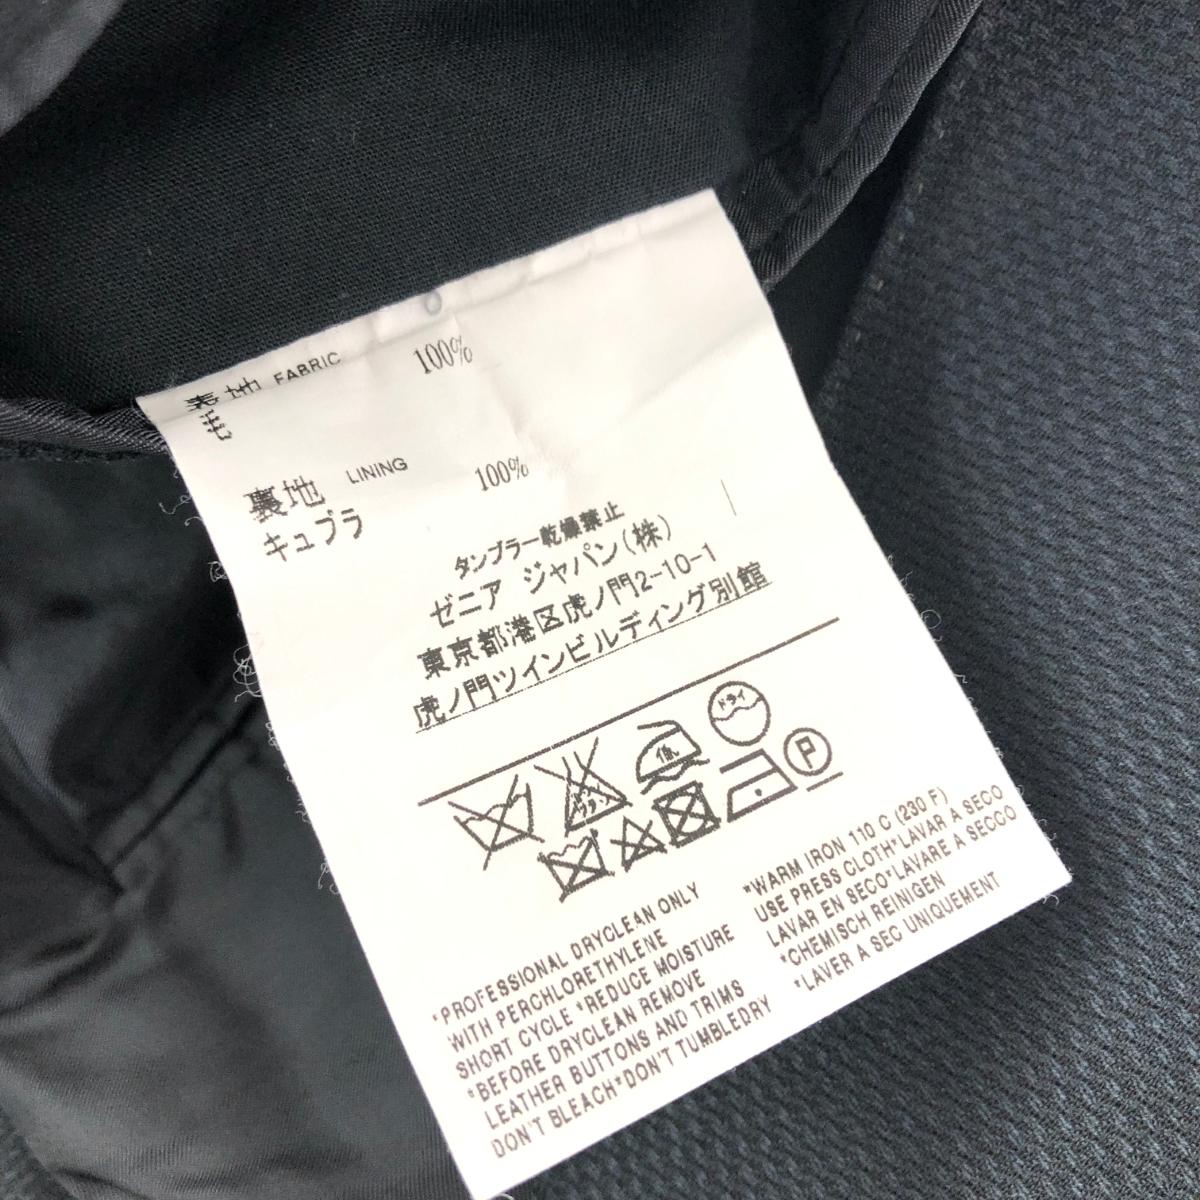 表地 FABRIC
毛 100%
裏地 LINING
キュプラ 100%
タンブラー乾燥禁止
ゼニア ジャパン(株)
東京都港区虎ノ門2-10-1
虎ノ門ツインビルディング別館
ドライ
低
P
*PROFESSIONAL DRYCLEAN ONLY
WITH PERCHLORETHYLENE
SHORT CYCLE *REDUCE MOISTURE
*BEFORE DRYCLEAN REMOVE
LEATHER BUTTONS AND TRIMS
DON'T BLEACH*DON'T TUMBLEDRY
*WARM IRON 110 C (230 F)
USE PRESS CLOTH*LAVAR A SECO
LAVAR EN SECO*LAVARE A SECCO
*CHEMISCH REINIGEN
*LAVER A SEC UNIQUEMENT